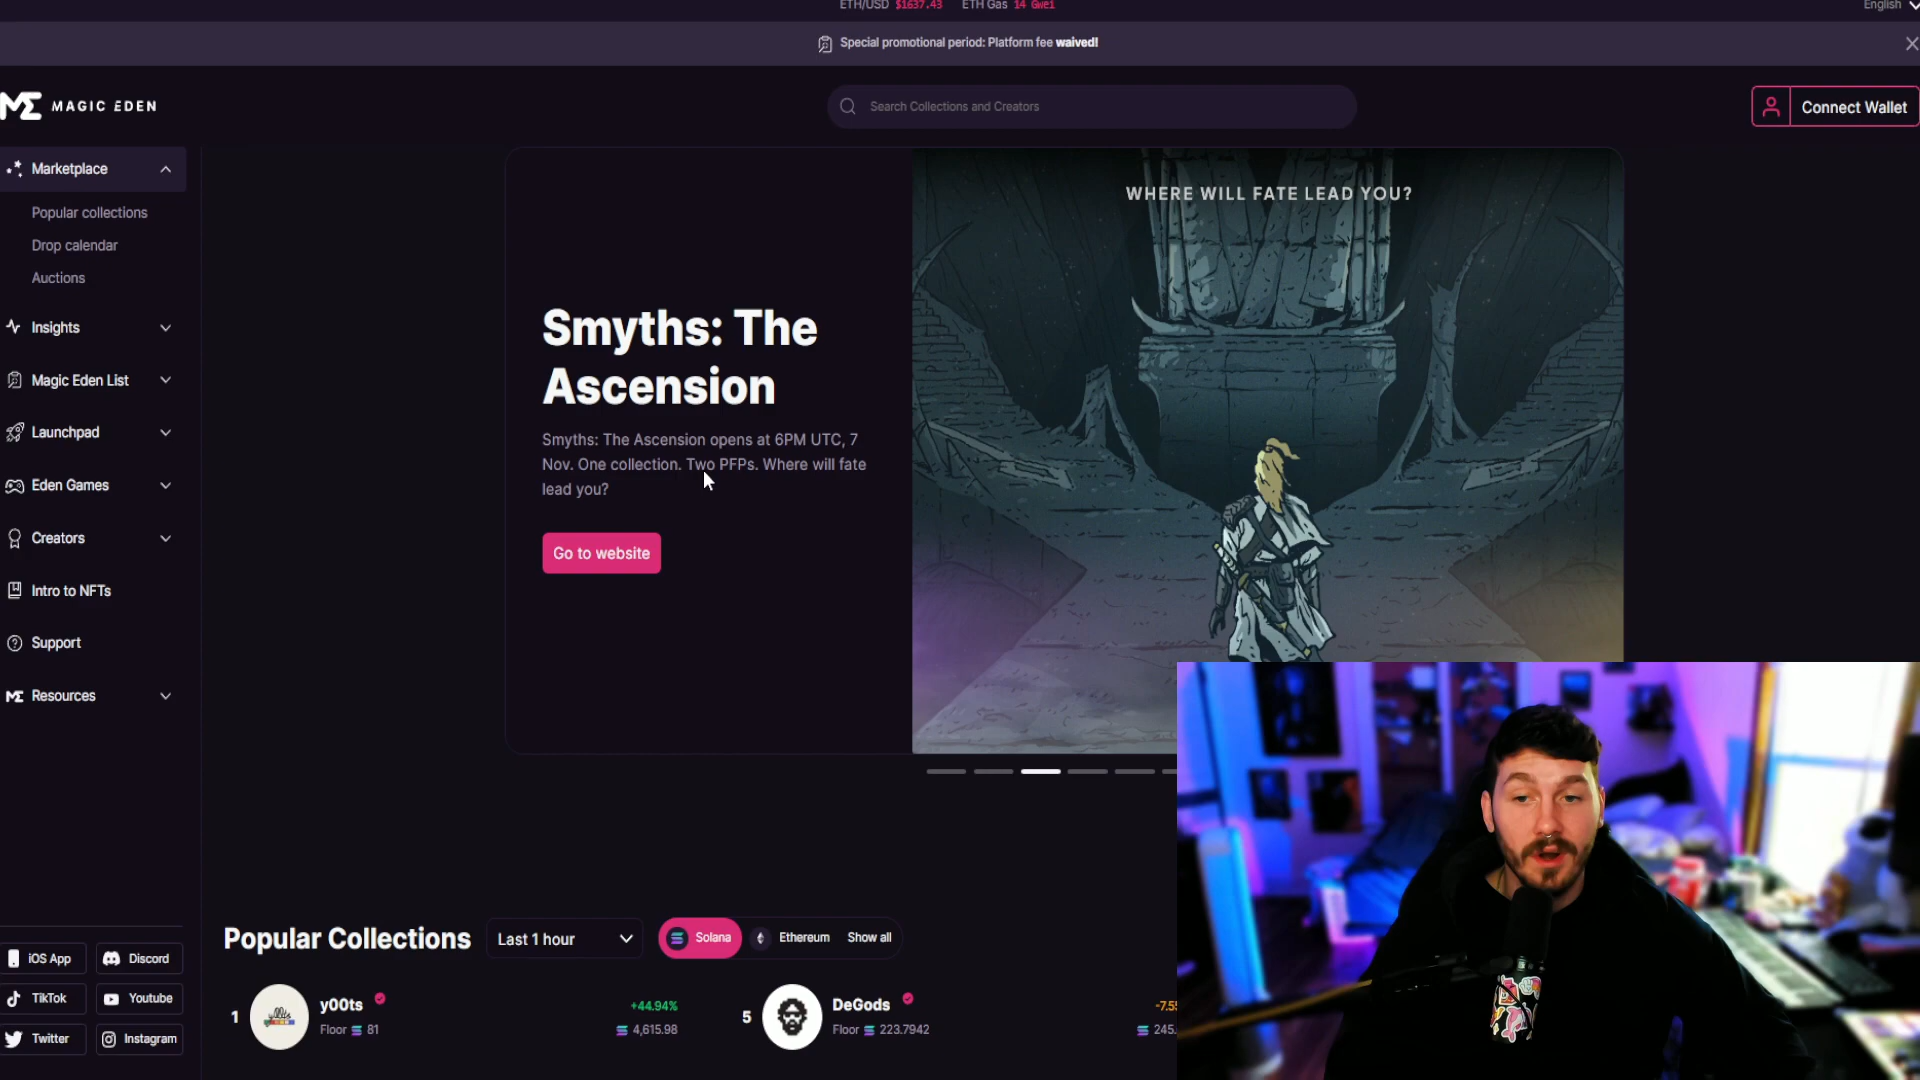 ETH/USD $1637.43 ETH Gas 14 Gwei
English
Special promotional period: Platform fee waived!
MAGIC EDEN
Search Collections and Creators
Connect Wallet
Marketplace
Popular collections
Drop calendar
Auctions
Insights
Magic Eden List
Launchpad
Eden Games
Creators
Intro to NFTs
Support
Resources
iOS App
Discord
TikTok
Youtube
Twitter
Instagram
WHERE WILL FATE LEAD YOU?
Smyths: The
Ascension
Smyths: The Ascension opens at 6PM UTC, 7
Nov. One collection. Two PFPs. Where will fate
lead you?
Go to website
Popular Collections
Last 1 hour
Solana
Ethereum
Show all
1
y00ts
+44.94%
Floor 81
4,615.98
5
DeGods
Floor 223.7942